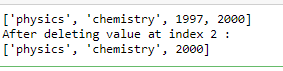 ['physics', 'chemistry', 1997, 2000]
After deleting value at index 2 :
['physics', 'chemistry', 2000]